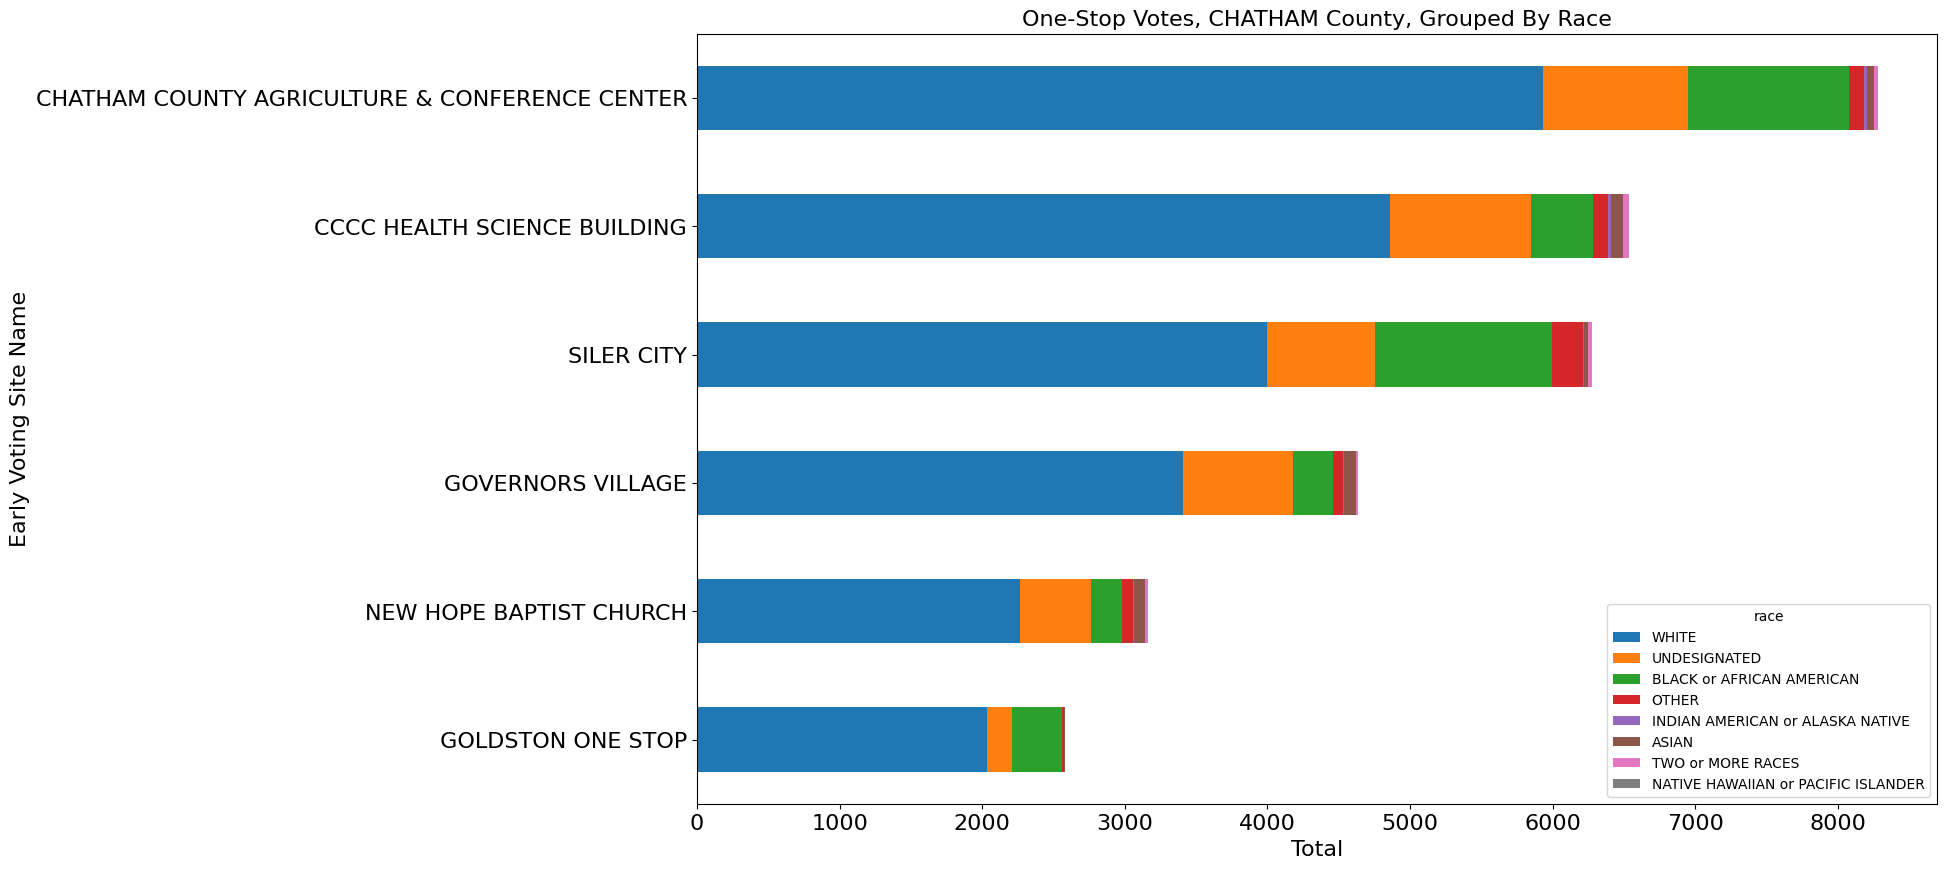 One-Stop Votes, CHATHAM County, Grouped By Race
Early Voting Site Name
CHATHAM COUNTY AGRICULTURE & CONFERENCE CENTER
CCCC HEALTH SCIENCE BUILDING
SILER CITY
GOVERNORS VILLAGE
NEW HOPE BAPTIST CHURCH
GOLDSTON ONE STOP
race
WHITE
UNDESIGNATED
BLACK or AFRICAN AMERICAN
OTHER
INDIAN AMERICAN or ALASKA NATIVE
ASIAN
TWO or MORE RACES
NATIVE HAWAIIAN or PACIFIC ISLANDER
0 1000 2000 3000 4000 5000 6000 7000 8000
Total